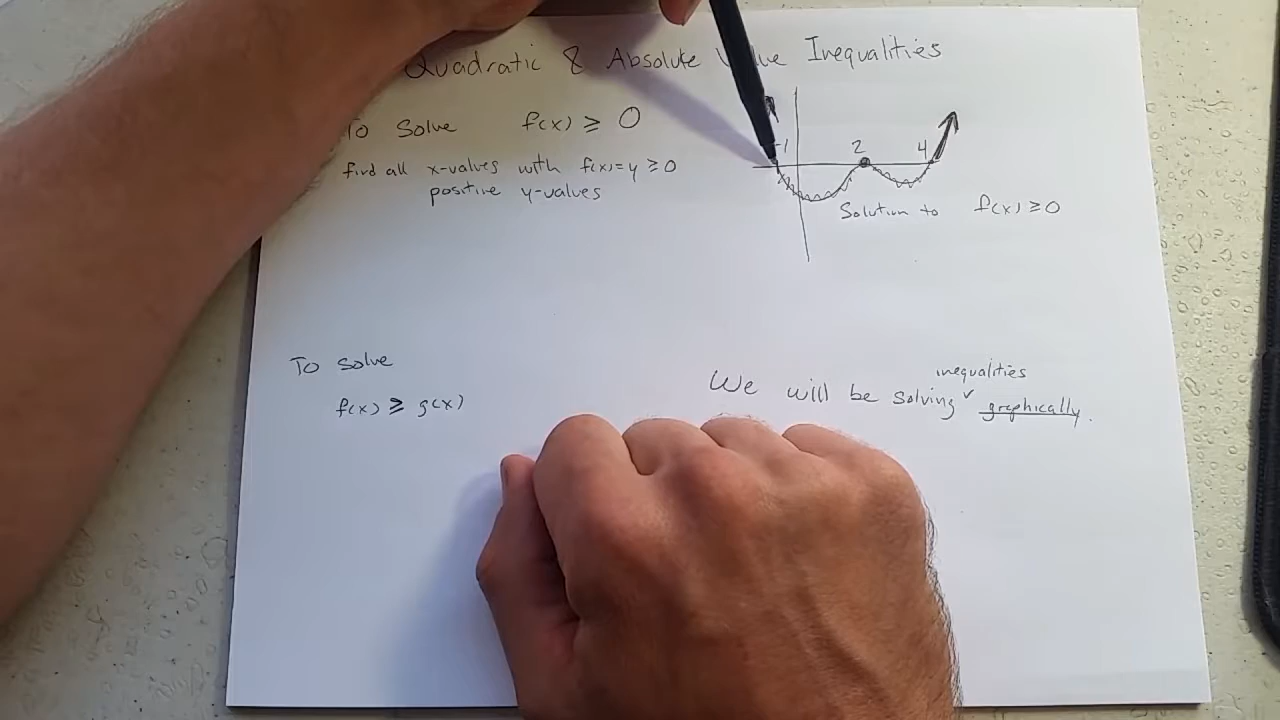 Quadratic & Absolute Inequalities
To Solve f(x) ≥ 0
find all x-values with f(x)=y ≥0
positive y-values
-1 2 4
Solution to f(x) ≥0
To solve
f(x) ≥ g(x)
inequalities
We will be solving ˅ graphically.